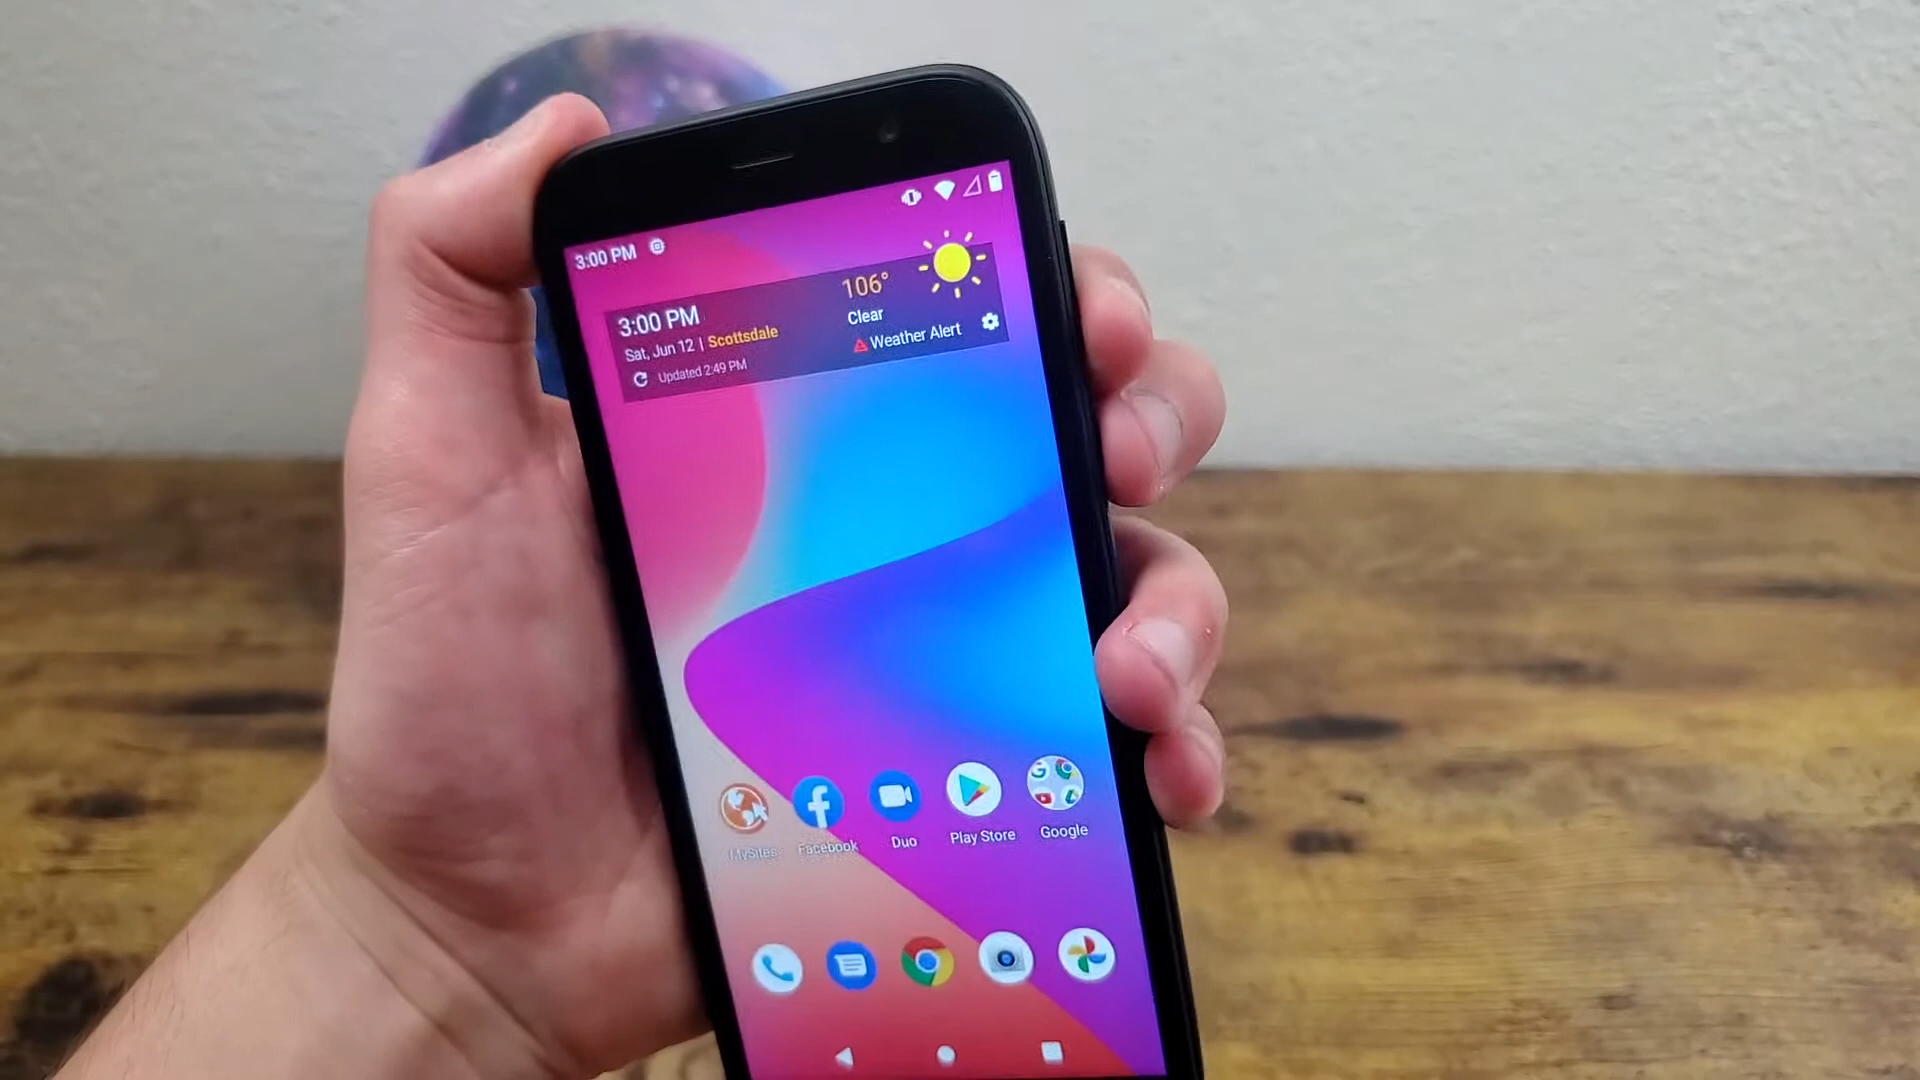 3:00 PM
3:00 PM
106°
Clear
Sat, Jun 12 | Scottsdale
Weather Alert
Updated 2:49 PM
MySites
Facebook
Duo
Play Store
Google